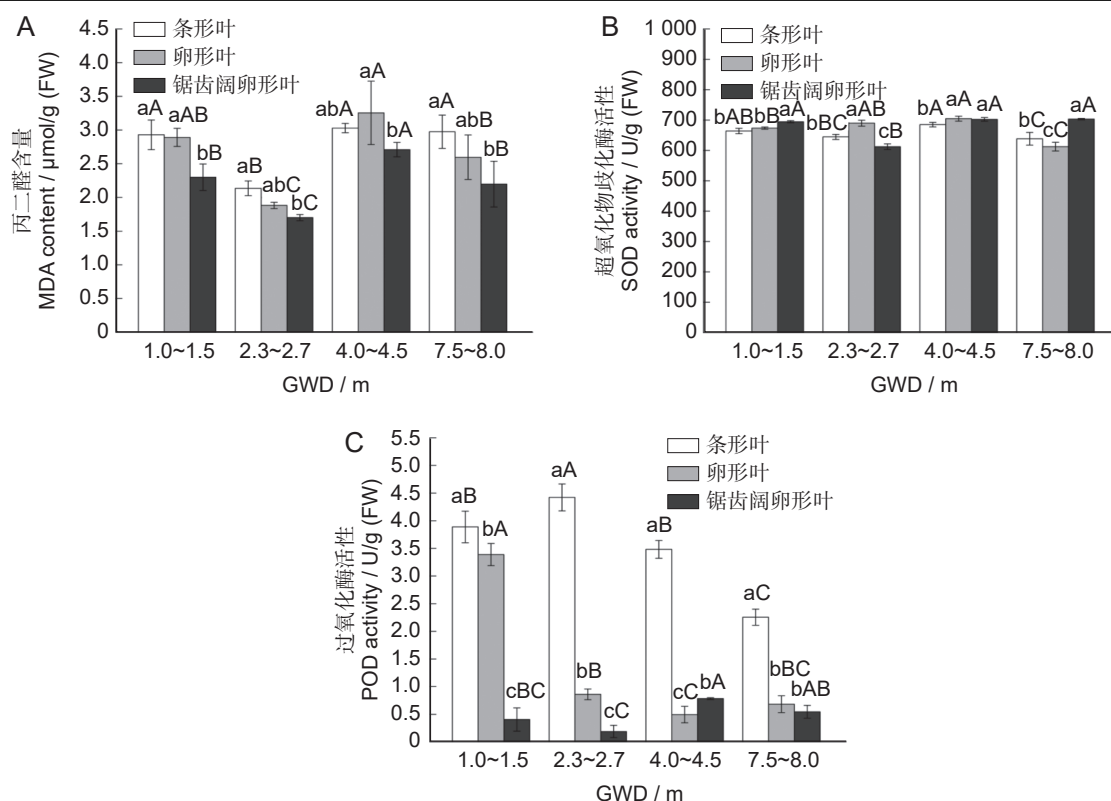 A
丙二醛含量
MDA content / μmol/g (FW)
4.5
4.0
3.5
3.0
2.5
2.0
1.5
1.0
0.5
0
条形叶
卵形叶
锯齿阔卵形叶
aA aAB bB
aB abC bC
abA aA bA
aA abB bB
1.0~1.5 2.3~2.7 4.0~4.5 7.5~8.0
GWD / m
B
超氧化物歧化酶活性
SOD activity / U/g (FW)
1 000
900
800
700
600
500
400
300
200
100
0
条形叶
卵形叶
锯齿阔卵形叶
bAB bB aA
bBC aAB cB
bA aA aA
bC cC aA
1.0~1.5 2.3~2.7 4.0~4.5 7.5~8.0
GWD / m
C
过氧化酶活性
POD activity / U/g (FW)
5.5
5.0
4.5
4.0
3.5
3.0
2.5
2.0
1.5
1.0
0.5
0
条形叶
卵形叶
锯齿阔卵形叶
aB bA cBC
aA bB cC
aB cC bA
aC bBC bAB
1.0~1.5 2.3~2.7 4.0~4.5 7.5~8.0
GWD / m